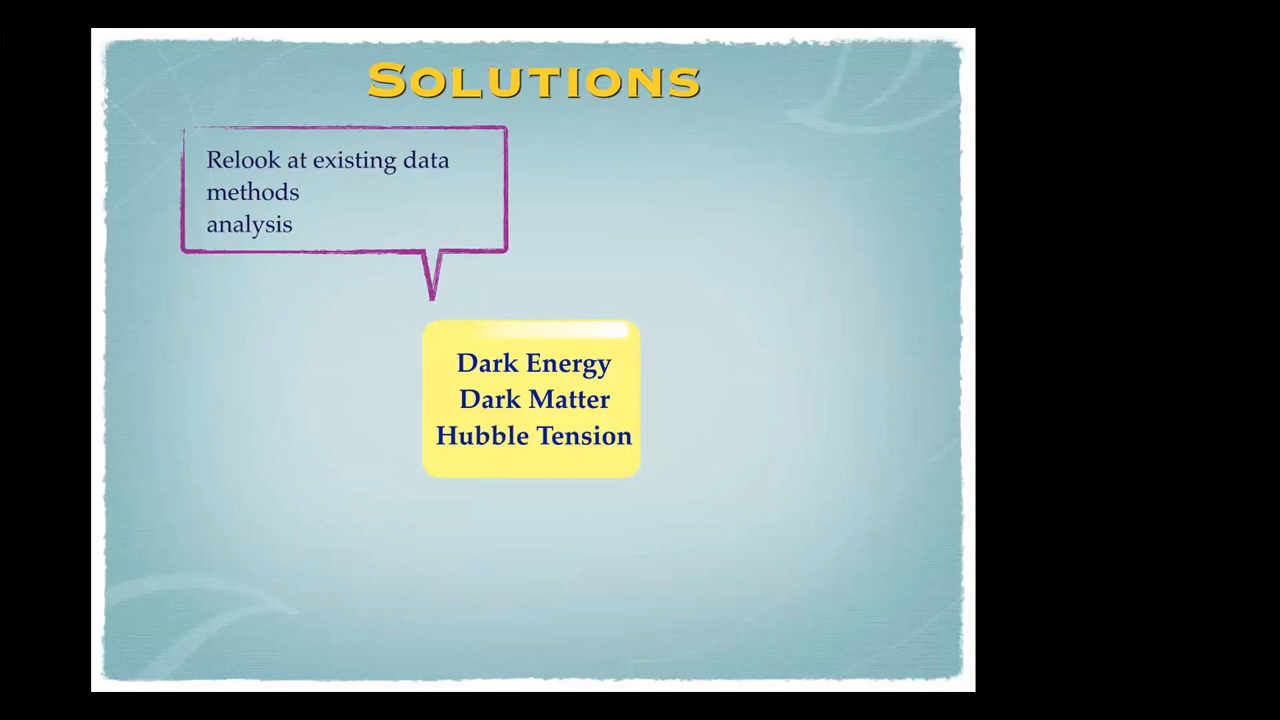 SOLUTIONS
Relook at existing data
methods
analysis
Dark Energy
Dark Matter
Hubble Tension